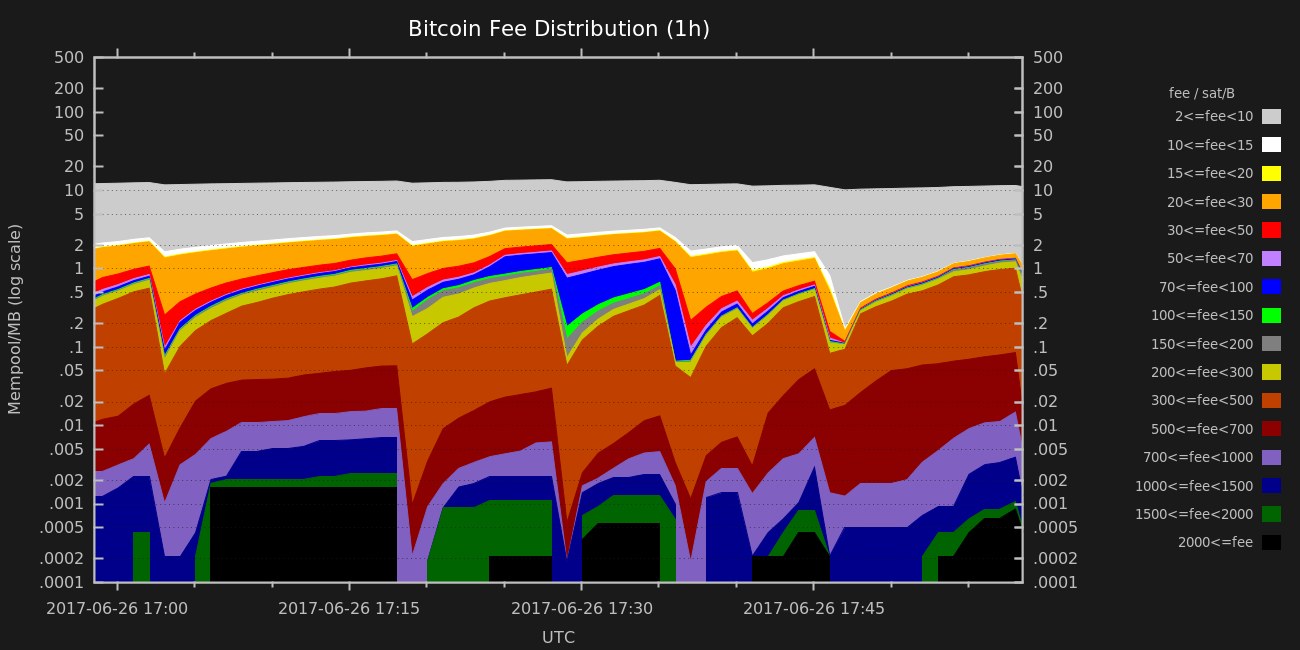 Bitcoin Fee Distribution (1h)
Mempool/MB (log scale)
500
200
100
50
20
10
5
2
1
.5
.2
.1
.05
.02
.01
.005
.002
.001
.0005
.0002
.0001
500
200
100
50
20
10
5
2
1
.5
.2
.1
.05
.02
.01
.005
.002
.001
.0005
.0002
.0001
fee / sat/B
2<=fee<10
10<=fee<15
15<=fee<20
20<=fee<30
30<=fee<50
50<=fee<70
70<=fee<100
100<=fee<150
150<=fee<200
200<=fee<300
300<=fee<500
500<=fee<700
700<=fee<1000
1000<=fee<1500
1500<=fee<2000
2000<=fee
2017-06-26 17:00 2017-06-26 17:15 2017-06-26 17:30 2017-06-26 17:45
UTC